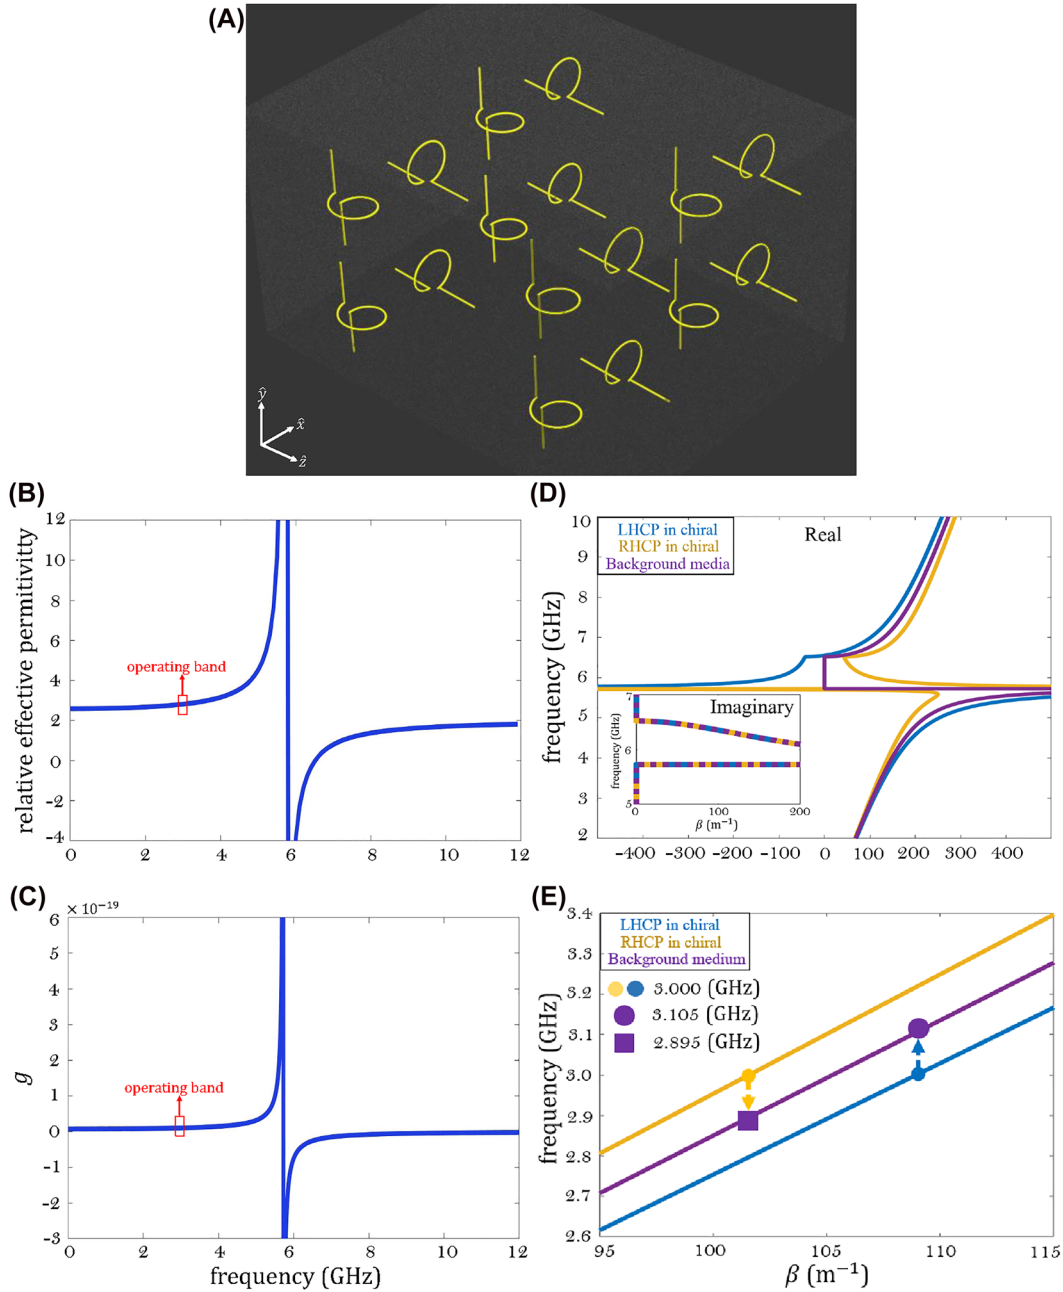 (A)
ŷ
x̂
ẑ
(B)
relative effective permitivitty
12
10
8
6
4
2
0
-2
-4
operating band
0 2 4 6 8 10 12
(C)
× 10⁻¹⁹
g
6
5
4
3
2
1
0
-1
-2
-3
operating band
0 2 4 6 8 10 12
frequency (GHz)
(D)
frequency (GHz)
10
9
8
7
6
5
4
3
2
LHCP in chiral
RHCP in chiral
Background media
Real
Imaginary
frequency (GHz)
7
6
5
0 100 200
β (m⁻¹)
-400 -300 -200 -100 0 100 200 300 400
(E)
frequency (GHz)
3.4
3.3
3.2
3.1
3.0
2.9
2.8
2.7
2.6
LHCP in chiral
RHCP in chiral
Background medium
3.000 (GHz)
3.105 (GHz)
2.895 (GHz)
95 100 105 110 115
β (m⁻¹)